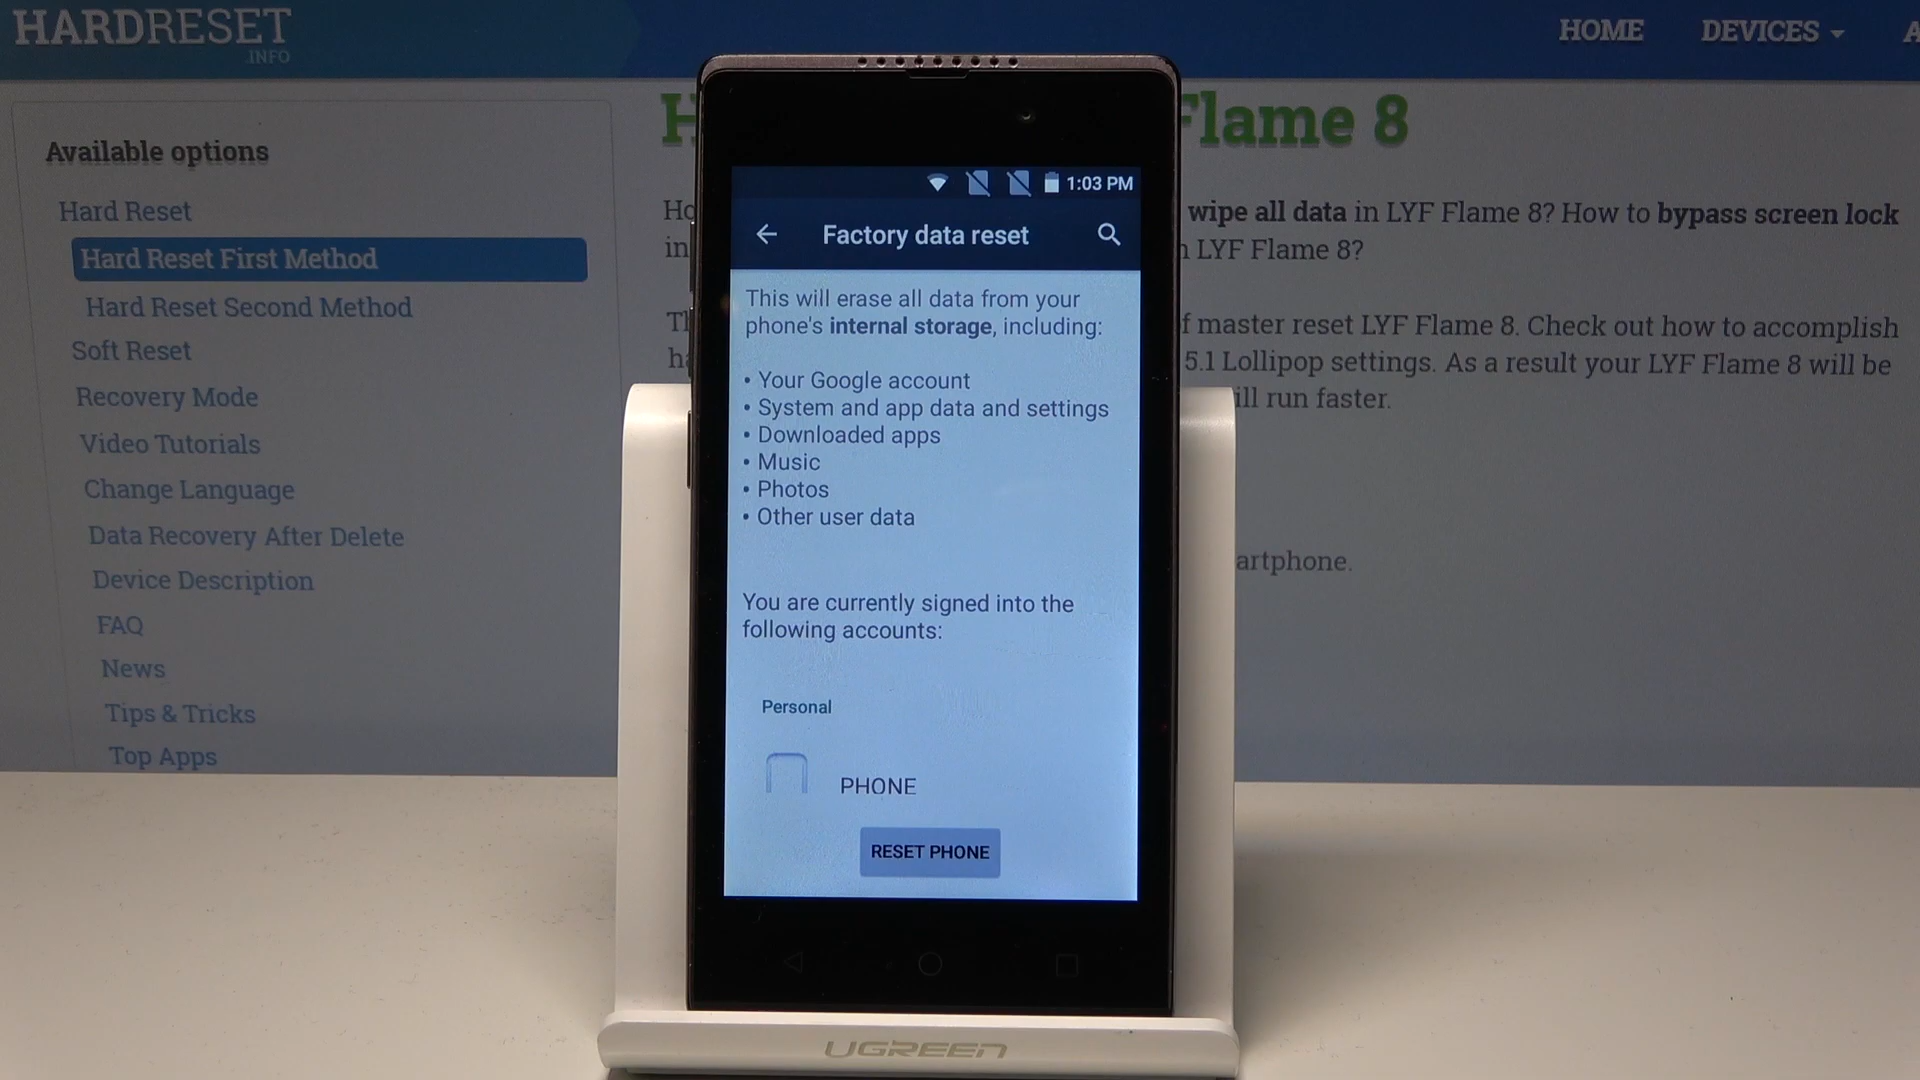 HARDRESET
.INFO
HOME
DEVICES
A
Flame 8
Available options
Hard Reset
Hard Reset First Method
Hard Reset Second Method
Soft Reset
Recovery Mode
Video Tutorials
Change Language
Data Recovery After Delete
Device Description
FAQ
News
Tips & Tricks
Top Apps
wipe all data in LYF Flame 8? How to bypass screen lock
in LYF Flame 8?
master reset LYF Flame 8. Check out how to accomplish
5.1 Lollipop settings. As a result your LYF Flame 8 will be
run faster.
1:03 PM
Factory data reset
This will erase all data from your
phone's internal storage, including:
• Your Google account
• System and app data and settings
• Downloaded apps
• Music
• Photos
• Other user data
You are currently signed into the
following accounts:
Personal
PHONE
RESET PHONE
UGREEN